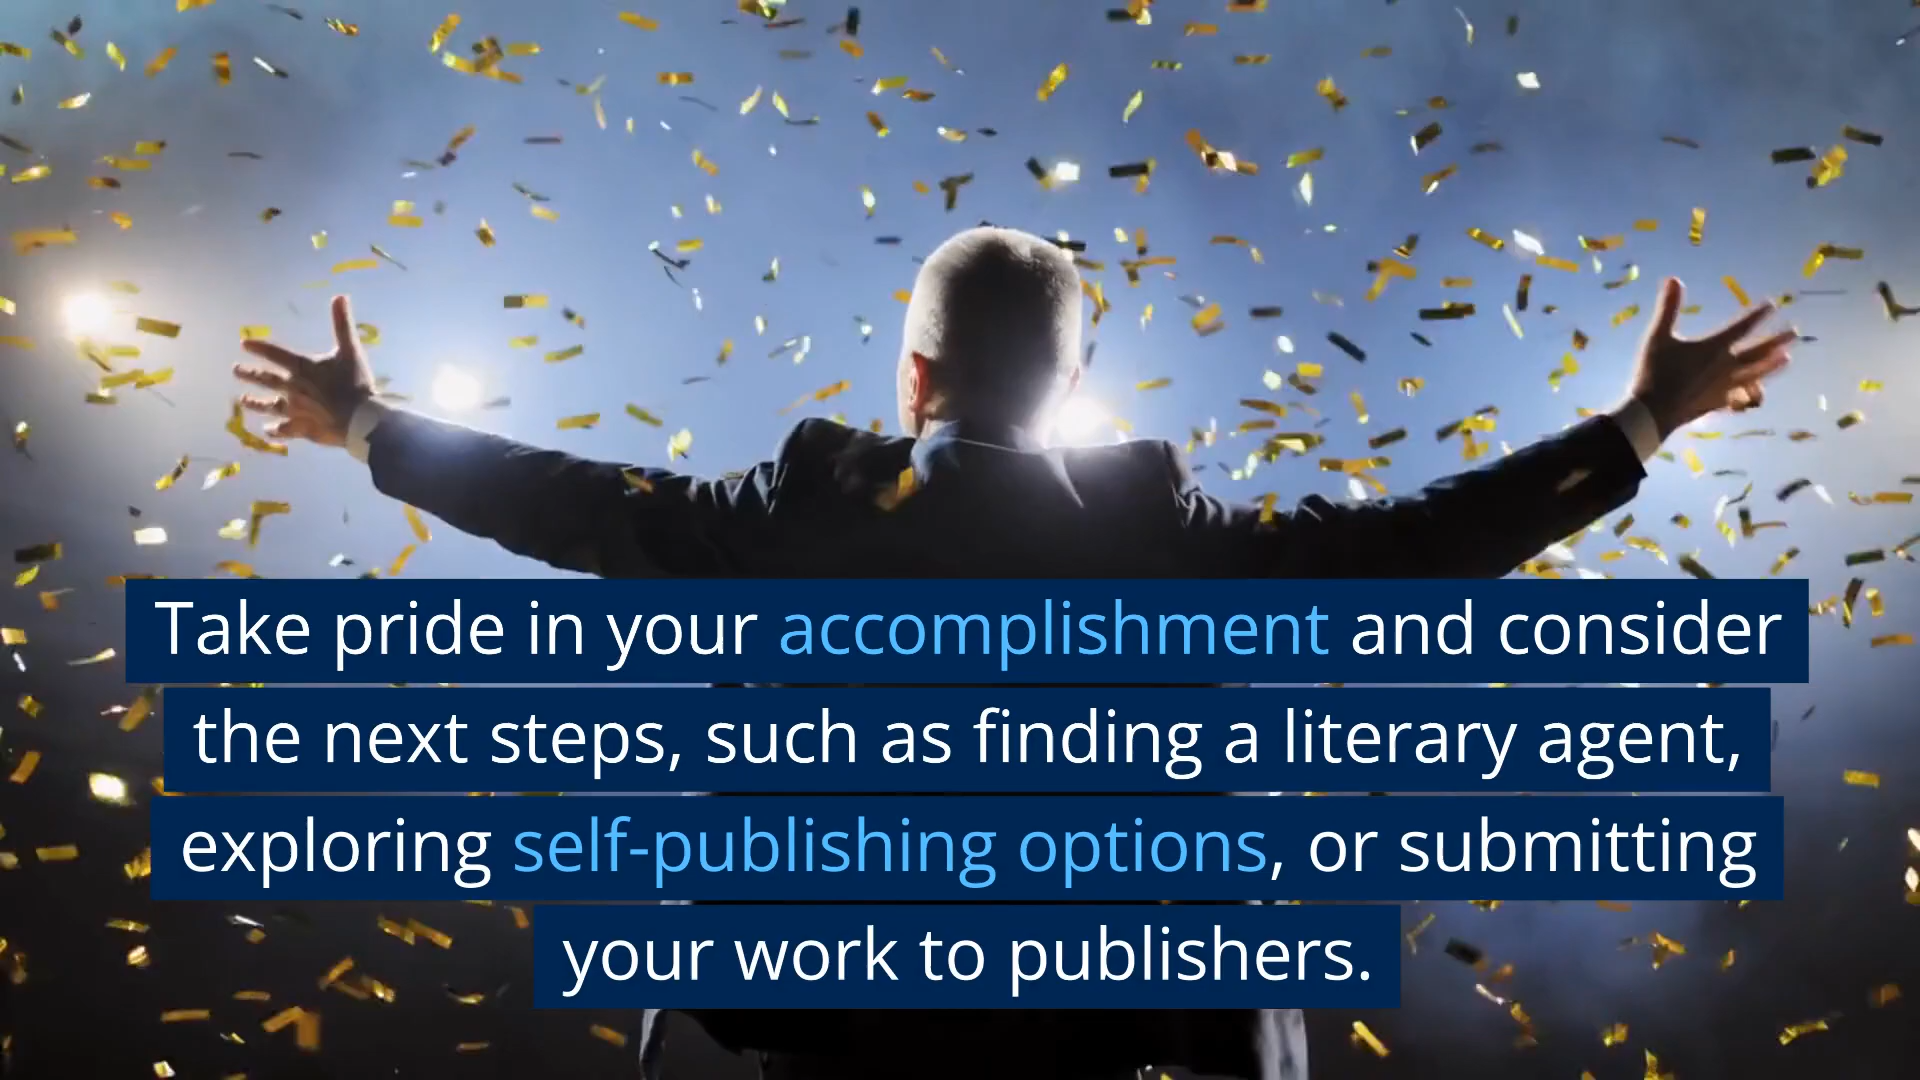 Take pride in your accomplishment and consider
the next steps, such as finding a literary agent,
exploring self-publishing options, or submitting
your work to publishers.